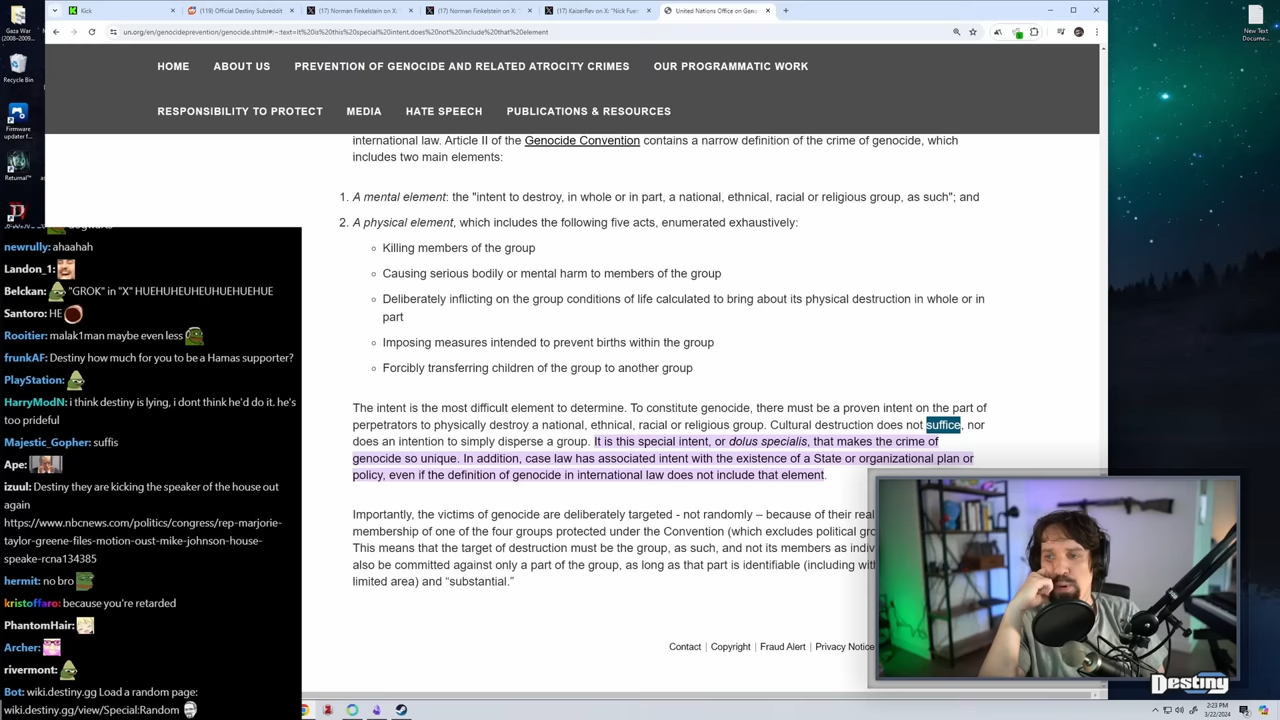 Gaza War
(2008–2009...
Recycle Bin
Firmware
updater f...
Returnal™
New Text
Docume...
Kick
(119) Official Destiny Subreddit
(17) Norman Finkelstein on X:
(17) Norman Finkelstein on X:
(17) KaizerRev on X: "Nick Fue
United Nations Office on Geno
un.org/en/genocideprevention/genocide.shtml#:~:text=It%20is%20this%20special%20intent,does%20not%20include%20that%20element
HOME ABOUT US PREVENTION OF GENOCIDE AND RELATED ATROCITY CRIMES OUR PROGRAMMATIC WORK
RESPONSIBILITY TO PROTECT MEDIA HATE SPEECH PUBLICATIONS & RESOURCES
international law. Article II of the Genocide Convention contains a narrow definition of the crime of genocide, which
includes two main elements:
1. A mental element: the "intent to destroy, in whole or in part, a national, ethnical, racial or religious group, as such"; and
2. A physical element, which includes the following five acts, enumerated exhaustively:
Killing members of the group
Causing serious bodily or mental harm to members of the group
Deliberately inflicting on the group conditions of life calculated to bring about its physical destruction in whole or in
part
Imposing measures intended to prevent births within the group
Forcibly transferring children of the group to another group
The intent is the most difficult element to determine. To constitute genocide, there must be a proven intent on the part of
perpetrators to physically destroy a national, ethnical, racial or religious group. Cultural destruction does not suffice, nor
does an intention to simply disperse a group. It is this special intent, or dolus specialis, that makes the crime of
genocide so unique. In addition, case law has associated intent with the existence of a State or organizational plan or
policy, even if the definition of genocide in international law does not include that element.
Importantly, the victims of genocide are deliberately targeted - not randomly – because of their real
membership of one of the four groups protected under the Convention (which excludes political gro
This means that the target of destruction must be the group, as such, and not its members as indiv
also be committed against only a part of the group, as long as that part is identifiable (including with
limited area) and “substantial.”
Contact | Copyright | Fraud Alert | Privacy Notice
newrully: ahaahah
Landon_1:
Belckan: "GROK" in "X" HUEHUHEUHEUHUEHUEHUE
Santoro: HE
Rooitier: malak1man maybe even less
frunkAF: Destiny how much for you to be a Hamas supporter?
PlayStation:
HarryModN: i think destiny is lying, i dont think he'd do it. he's
too prideful
Majestic_Gopher: suffis
Ape:
izuul: Destiny they are kicking the speaker of the house out
again
https://www.nbcnews.com/politics/congress/rep-marjorie-
taylor-greene-files-motion-oust-mike-johnson-house-
speake-rcna134385
hermit: no bro
kristoffaro: because you're retarded
PhantomHair:
Archer:
rivermont:
Bot: wiki.destiny.gg Load a random page:
wiki.destiny.gg/view/Special:Random
Destiny
2:23 PM
3/22/2024